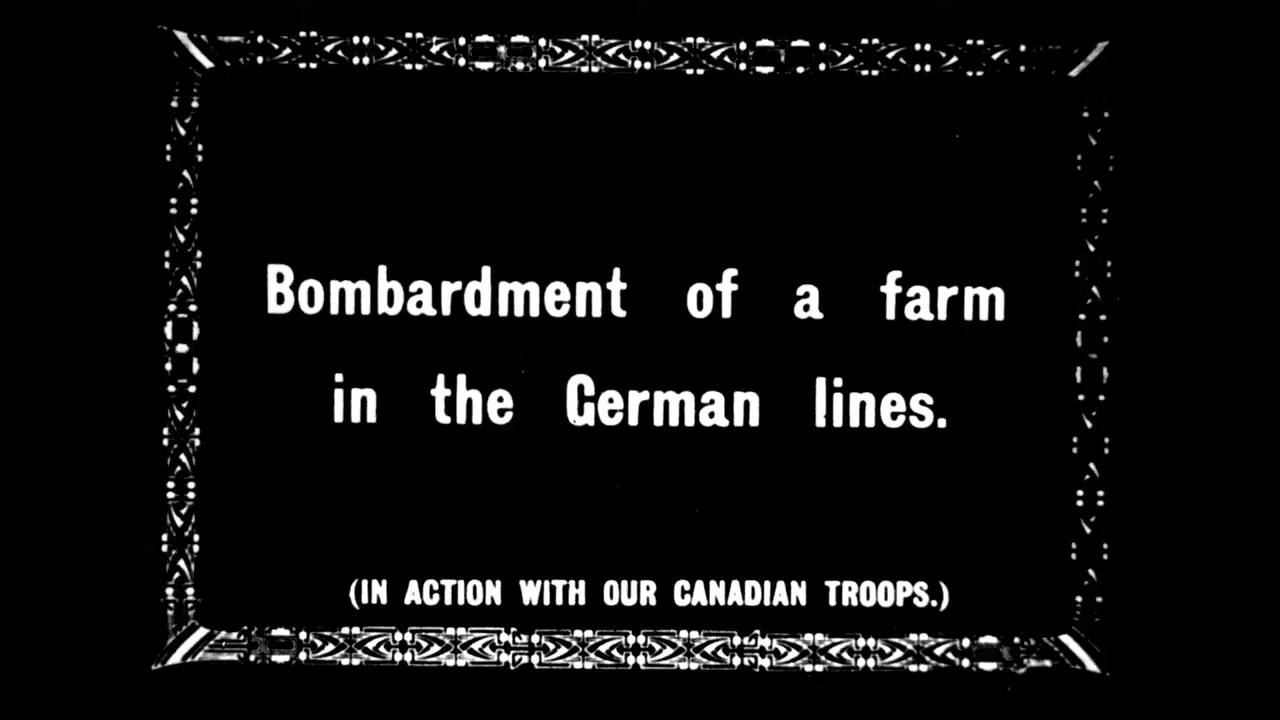 Bombardment of a farm
in the German lines.
(IN ACTION WITH OUR CANADIAN TROOPS.)